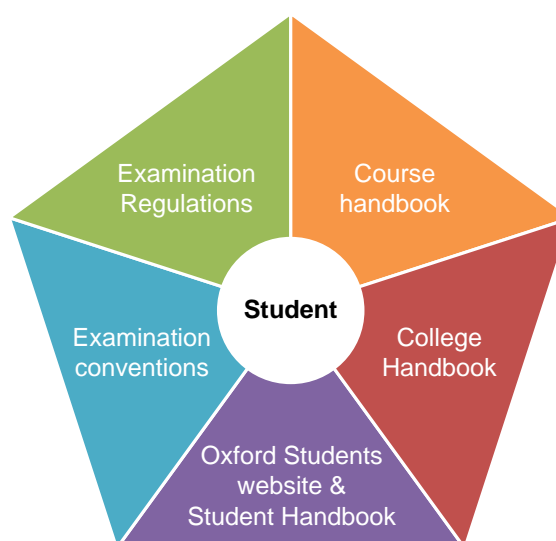 Examination
Regulations
Course
handbook
Student
Examination
conventions
College
Handbook
Oxford Students
website &
Student Handbook